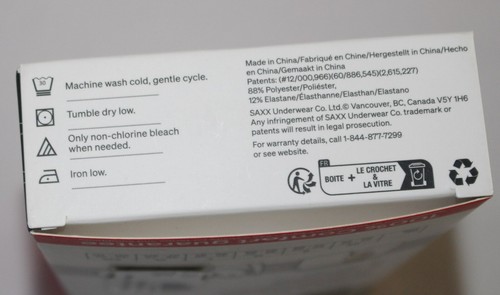 30
Machine wash cold, gentle cycle.
Tumble dry low.
Only non-chlorine bleach
when needed.
Iron low.
Made in China/Fabriqué en Chine/Hergestellt in China/Hecho
en China/Gemaakt in China
Patents: (#12/000,966)(60/886,545)(2,615,227)
88% Polyester/Poliéster,
12% Elastane/Élasthanne/Elasthan/Elastano
SAXX Underwear Co. Ltd.© Vancouver, BC, Canada V5Y 1H6
Any infringement of SAXX Underwear Co. trademark or
patents will result in legal prosecution.
For warranty details, call 1-844-877-7299
or see website.
FR
BOITE + LE CROCHET
&
LA VITRE